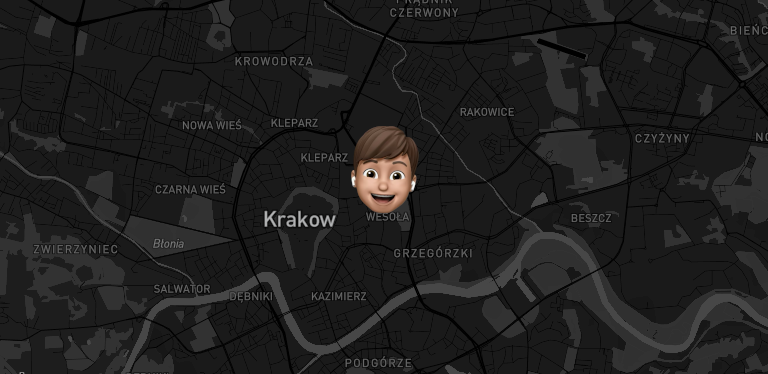 PRĄDNIK
CZERWONY
BIEŃC
KROWODRZA
RAKOWICE
NOWA WIEŚ
KLEPARZ
CZYŻYNY
NO
KLEPARZ
CZARNA WIEŚ
Krakow
WESOŁA
BESZCZ
Błonia
ZWIERZYNIEC
GRZEGÓRZKI
SALWATOR
DĘBNIKI
KAZIMIERZ
PODGÓRZE